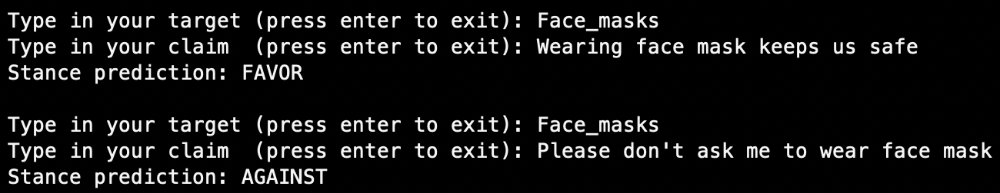 Type in your target (press enter to exit): Face_masks
Type in your claim  (press enter to exit): Wearing face mask keeps us safe
Stance prediction: FAVOR
Type in your target (press enter to exit): Face_masks
Type in your claim  (press enter to exit): Please don't ask me to wear face mask
Stance prediction: AGAINST